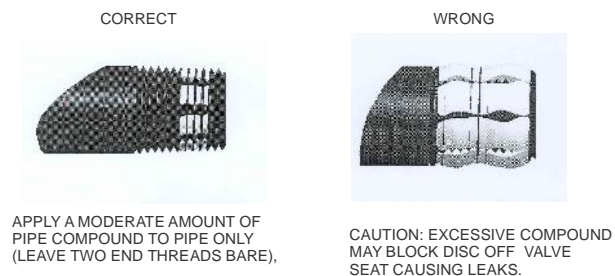 CORRECT
WRONG
APPLY A MODERATE AMOUNT OF
PIPE COMPOUND TO PIPE ONLY
(LEAVE TWO END THREADS BARE),
CAUTION: EXCESSIVE COMPOUND
MAY BLOCK DISC OFF VALVE
SEAT CAUSING LEAKS.